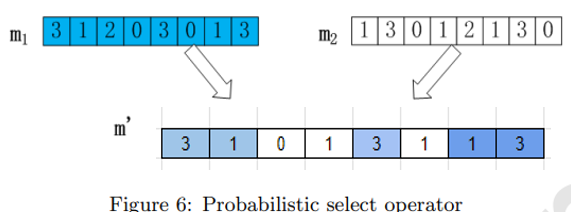 m1 3 1 2 0 3 0 1 3 m2 1 3 0 1 2 1 3 0
m' 3 1 0 1 3 1 1 3
Figure 6: Probabilistic select operator